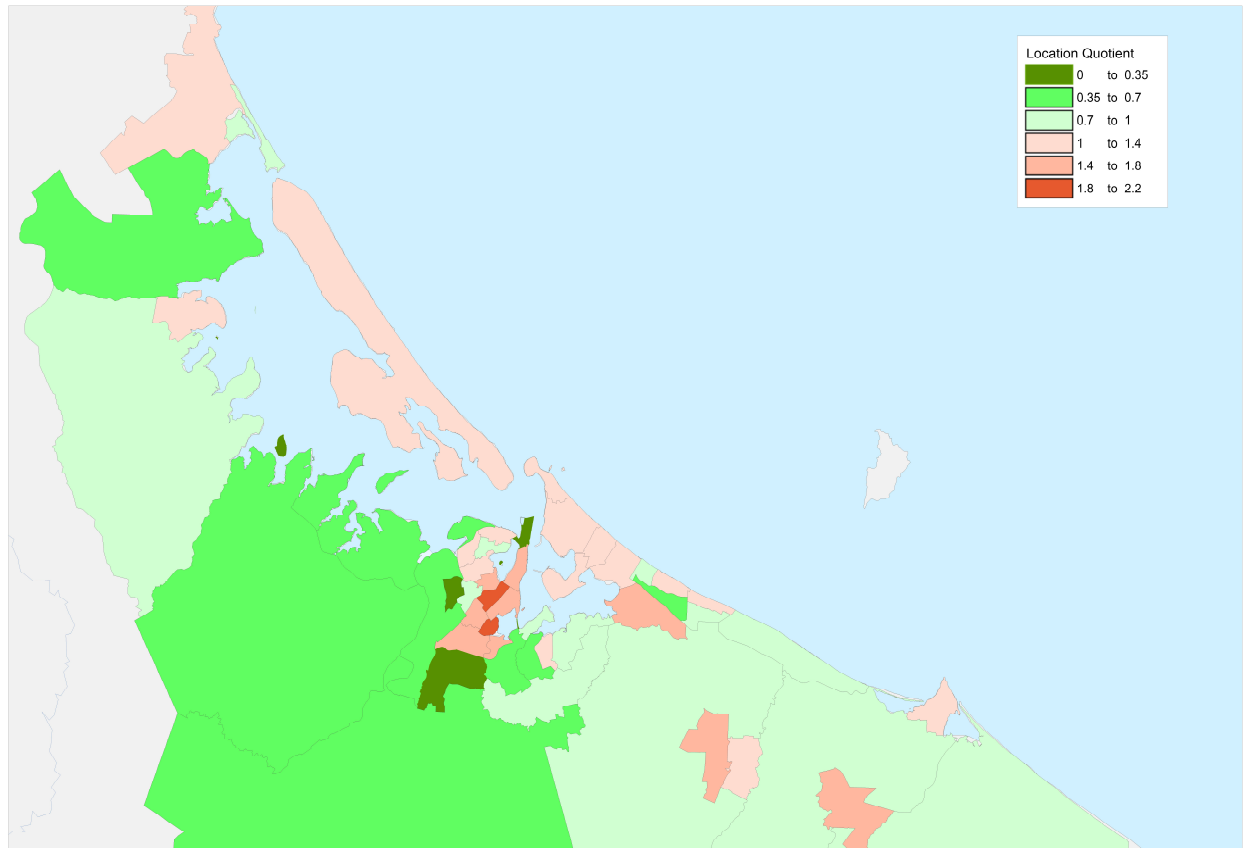 Location Quotient
0 to 0.35
0.35 to 0.7
0.7 to 1
1 to 1.4
1.4 to 1.8
1.8 to 2.2